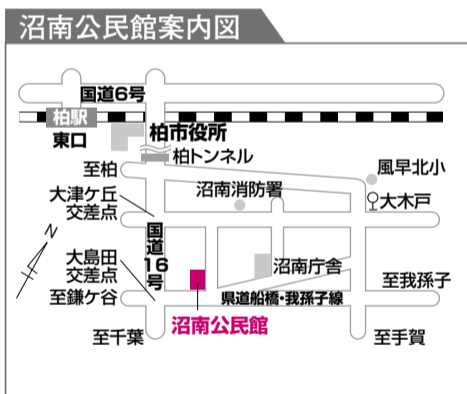 沼南公民館案内図
国道6号
柏駅
東口
柏市役所
柏トンネル
至柏
風早北小
大津ケ丘
交差点
沼南消防署
大木戸
N
国道16号
大島田
交差点
沼南庁舎
至我孫子
至鎌ケ谷
県道船橋・我孫子線
沼南公民館
至千葉
至手賀